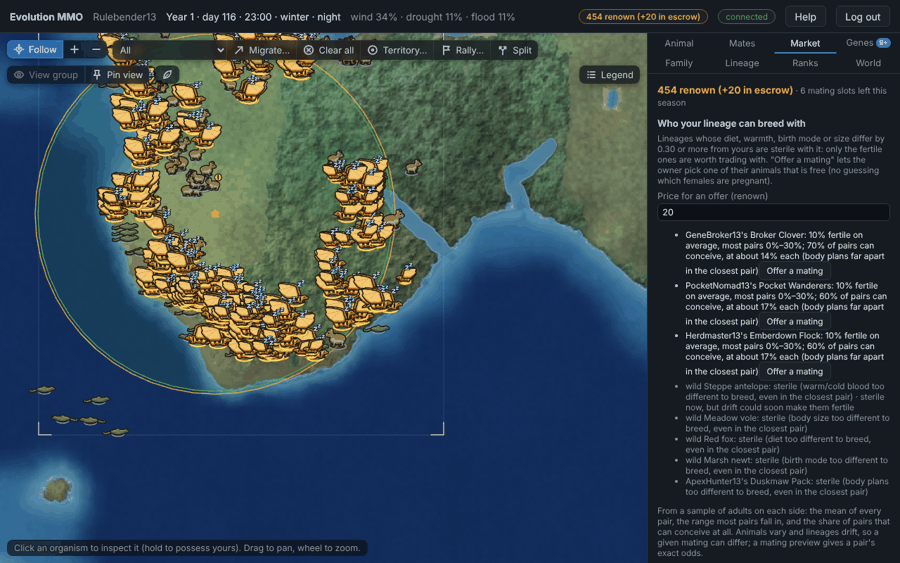 Evolution MMO Rulebender13 Year 1 · day 116 · 23:00 · winter · night wind 34% · drought 11% · flood 11% 454 renown (+20 in escrow) connected Help Log out
Follow + − All Migrate... Clear all Territory... Rally... Split
View group Pin view Legend
Click an organism to inspect it (hold to possess yours). Drag to pan, wheel to zoom.
Animal Mates Market Genes 9+
Family Lineage Ranks World
454 renown (+20 in escrow) · 6 mating slots left this
season
Who your lineage can breed with
Lineages whose diet, warmth, birth mode or size differ by
0.30 or more from yours are sterile with it: only the fertile
ones are worth trading with. "Offer a mating" lets the
owner pick one of their animals that is free (no guessing
which females are pregnant).
Price for an offer (renown)
20
• GeneBroker13's Broker Clover: 10% fertile on
average, most pairs 0%–30%; 70% of pairs can
conceive, at about 14% each (body plans far apart
in the closest pair) Offer a mating
• PocketNomad13's Pocket Wanderers: 10% fertile
on average, most pairs 0%–30%; 60% of pairs can
conceive, at about 17% each (body plans far apart
in the closest pair) Offer a mating
• Herdmaster13's Emberdown Flock: 10% fertile on
average, most pairs 0%–30%; 60% of pairs can
conceive, at about 17% each (body plans far apart
in the closest pair) Offer a mating
• wild Steppe antelope: sterile (warm/cold blood too
different to breed, even in the closest pair) · sterile
now, but drift could soon make them fertile
• wild Meadow vole: sterile (body size too different to
breed, even in the closest pair)
• wild Red fox: sterile (diet too different to breed,
even in the closest pair)
• wild Marsh newt: sterile (birth mode too different to
breed, even in the closest pair)
• ApexHunter13's Duskmaw Pack: sterile (body plans
too different to breed, even in the closest pair)
From a sample of adults on each side: the mean of every
pair, the range most pairs fall in, and the share of pairs that
can conceive at all. Animals vary and lineages drift, so a
given mating can differ; a mating preview gives a pair's
exact odds.